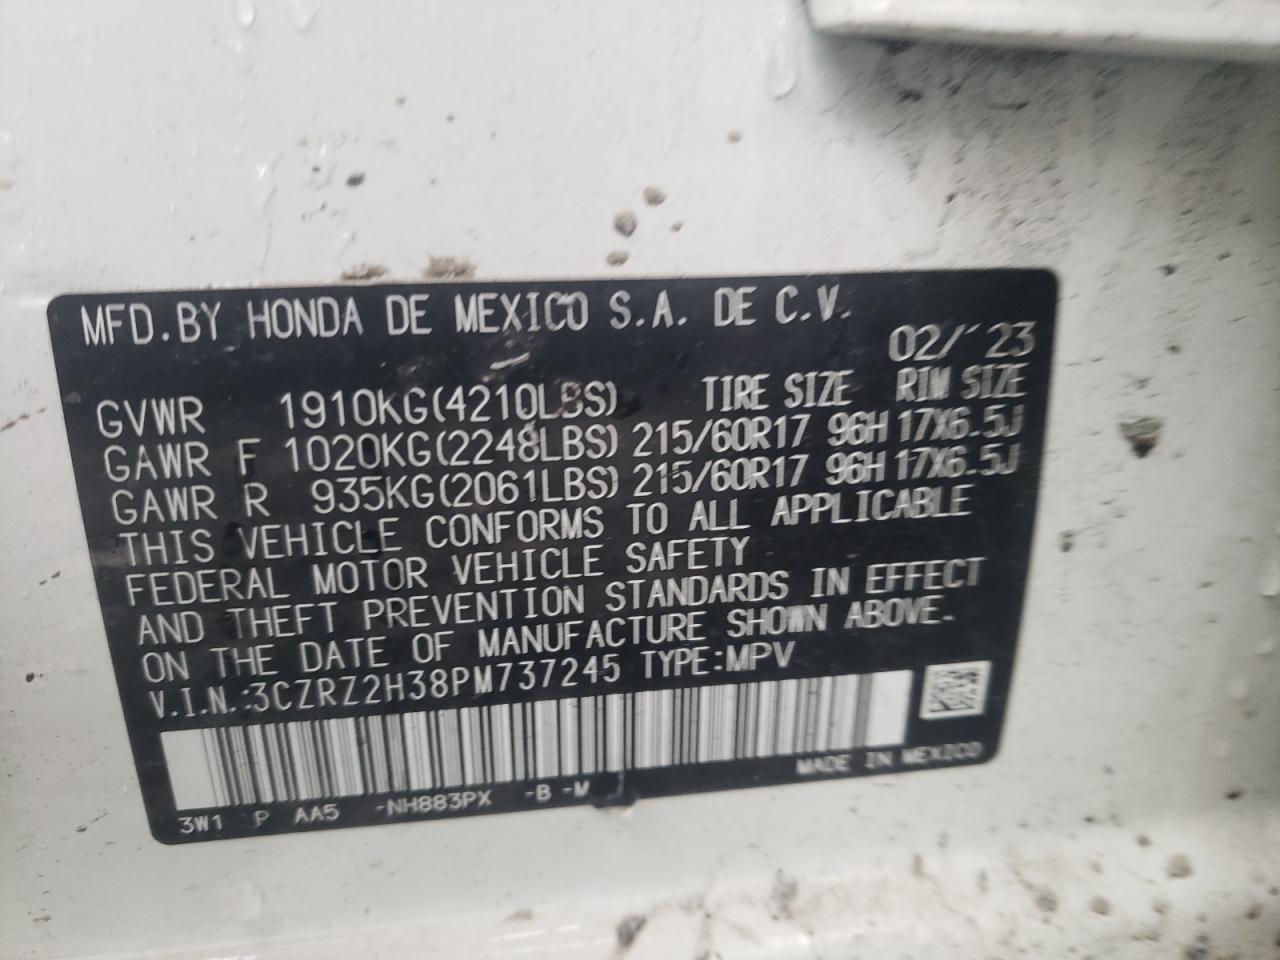 MFD.BY HONDA DE MEXICO S.A. DE C.V.
02/'23
GVWR 1910KG(4210LBS) TIRE SIZE RIM SIZE
GAWR F 1020KG(2248LBS) 215/60R17 96H 17X6.5J
GAWR R 935KG(2061LBS) 215/60R17 96H 17X6.5J
THIS VEHICLE CONFORMS TO ALL APPLICABLE
FEDERAL MOTOR VEHICLE SAFETY
AND THEFT PREVENTION STANDARDS IN EFFECT
ON THE DATE OF MANUFACTURE SHOWN ABOVE.
V.I.N.:3CZRZ2H38PM737245 TYPE:MPV
MADE IN MEXICO
3W1 P AA5 -NH883PX -B -M